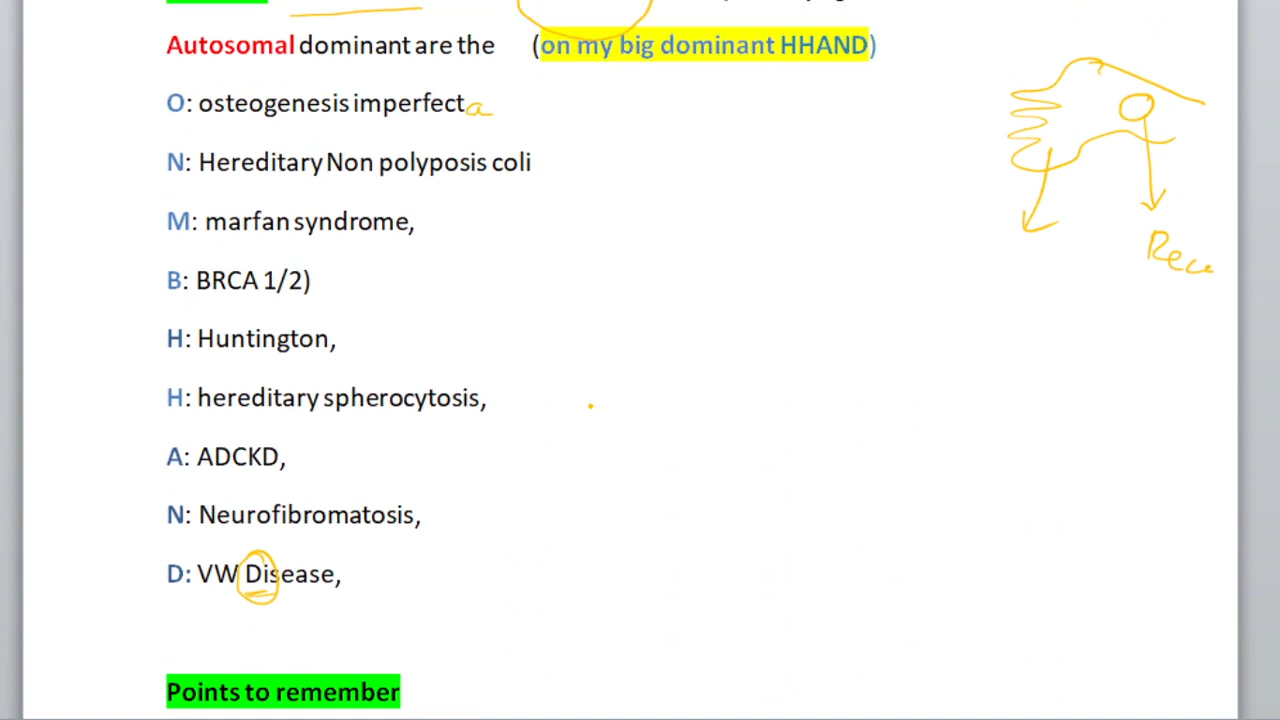 Autosomal dominant are the (on my big dominant HHAND)
O: osteogenesis imperfecta
N: Hereditary Non polyposis coli
M: marfan syndrome,
B: BRCA 1/2)
H: Huntington,
H: hereditary spherocytosis,
A: ADCKD,
N: Neurofibromatosis,
D: VW Disease,
Points to remember